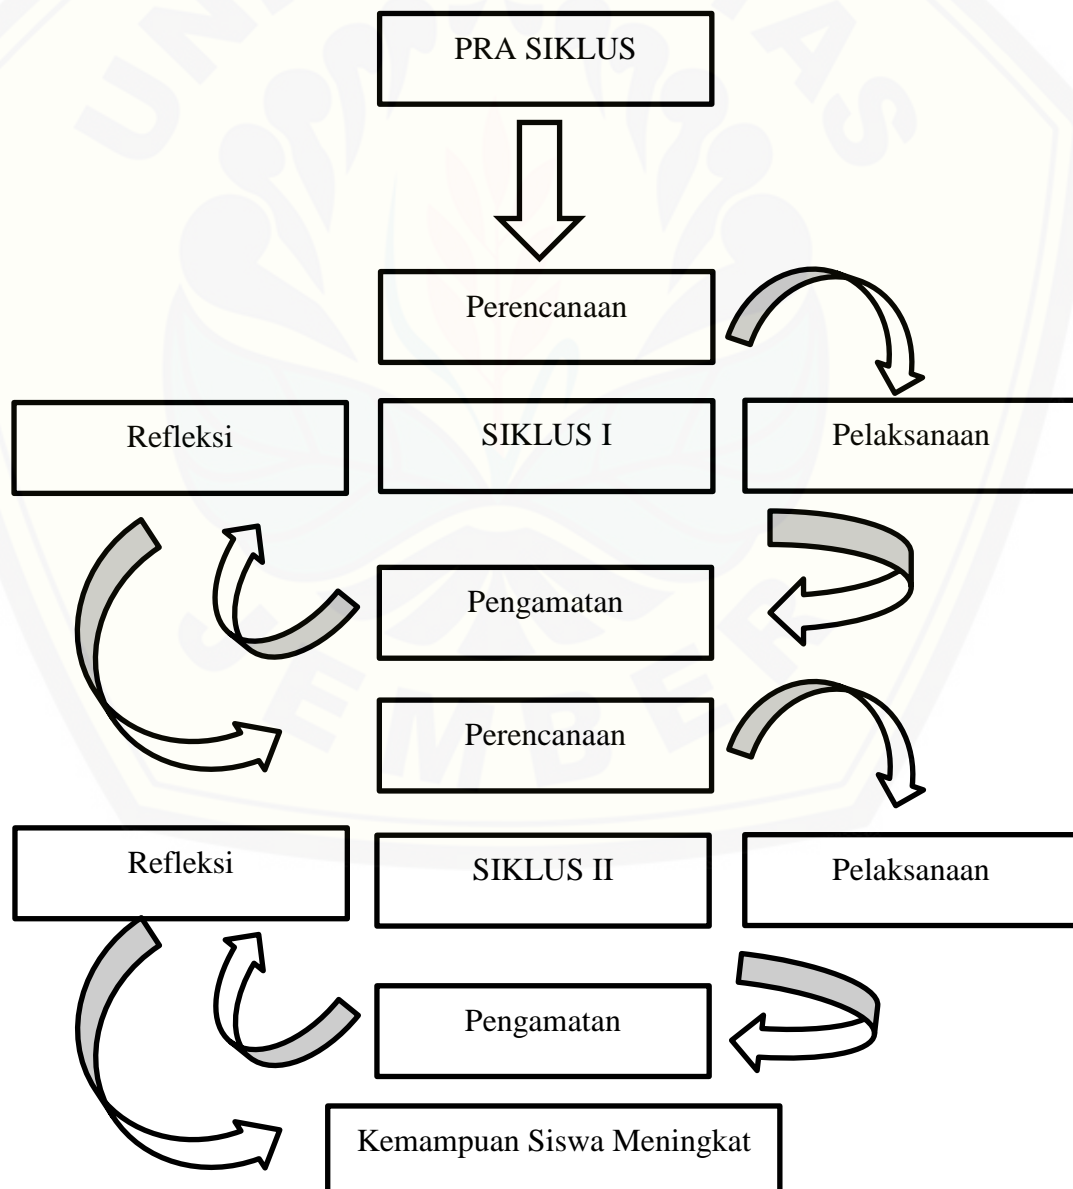 PRA SIKLUS
Perencanaan
Refleksi
SIKLUS I
Pelaksanaan
Pengamatan
Perencanaan
Refleksi
SIKLUS II
Pelaksanaan
Pengamatan
Kemampuan Siswa Meningkat